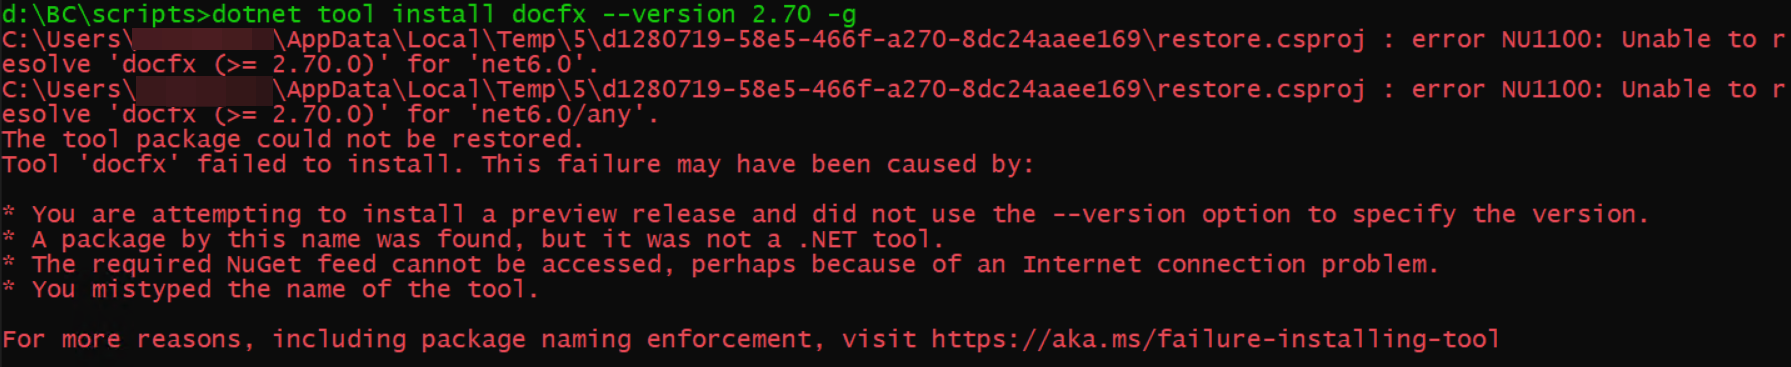 d:\BC\scripts>dotnet tool install docfx --version 2.70 -g
C:\Users\ \AppData\Local\Temp\5\d1280719-58e5-466f-a270-8dc24aaee169\restore.csproj : error NU1100: Unable to r
esolve 'docfx (>= 2.70.0)' for 'net6.0'.
C:\Users\ \AppData\Local\Temp\5\d1280719-58e5-466f-a270-8dc24aaee169\restore.csproj : error NU1100: Unable to r
esolve 'docfx (>= 2.70.0)' for 'net6.0/any'.
The tool package could not be restored.
Tool 'docfx' failed to install. This failure may have been caused by:
* You are attempting to install a preview release and did not use the --version option to specify the version.
* A package by this name was found, but it was not a .NET tool.
* The required NuGet feed cannot be accessed, perhaps because of an Internet connection problem.
* You mistyped the name of the tool.
For more reasons, including package naming enforcement, visit https://aka.ms/failure-installing-tool